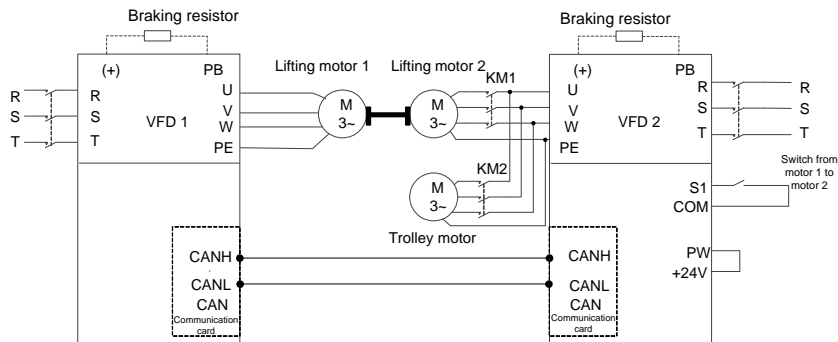 Braking resistor
Braking resistor
(+)
PB
Lifting motor 1
Lifting motor 2
KM1
(+)
PB
R
S
T
R
S
T
VFD 1
U
V
W
PE
M
3~
M
3~
U
V
W
PE
VFD 2
R
S
T
R
S
T
KM2
M
3~
Trolley motor
Switch from
motor 1 to
motor 2
S1
COM
PW
+24V
CANH
CANL
CAN
Communication
card
CANH
CANL
CAN
Communication
card